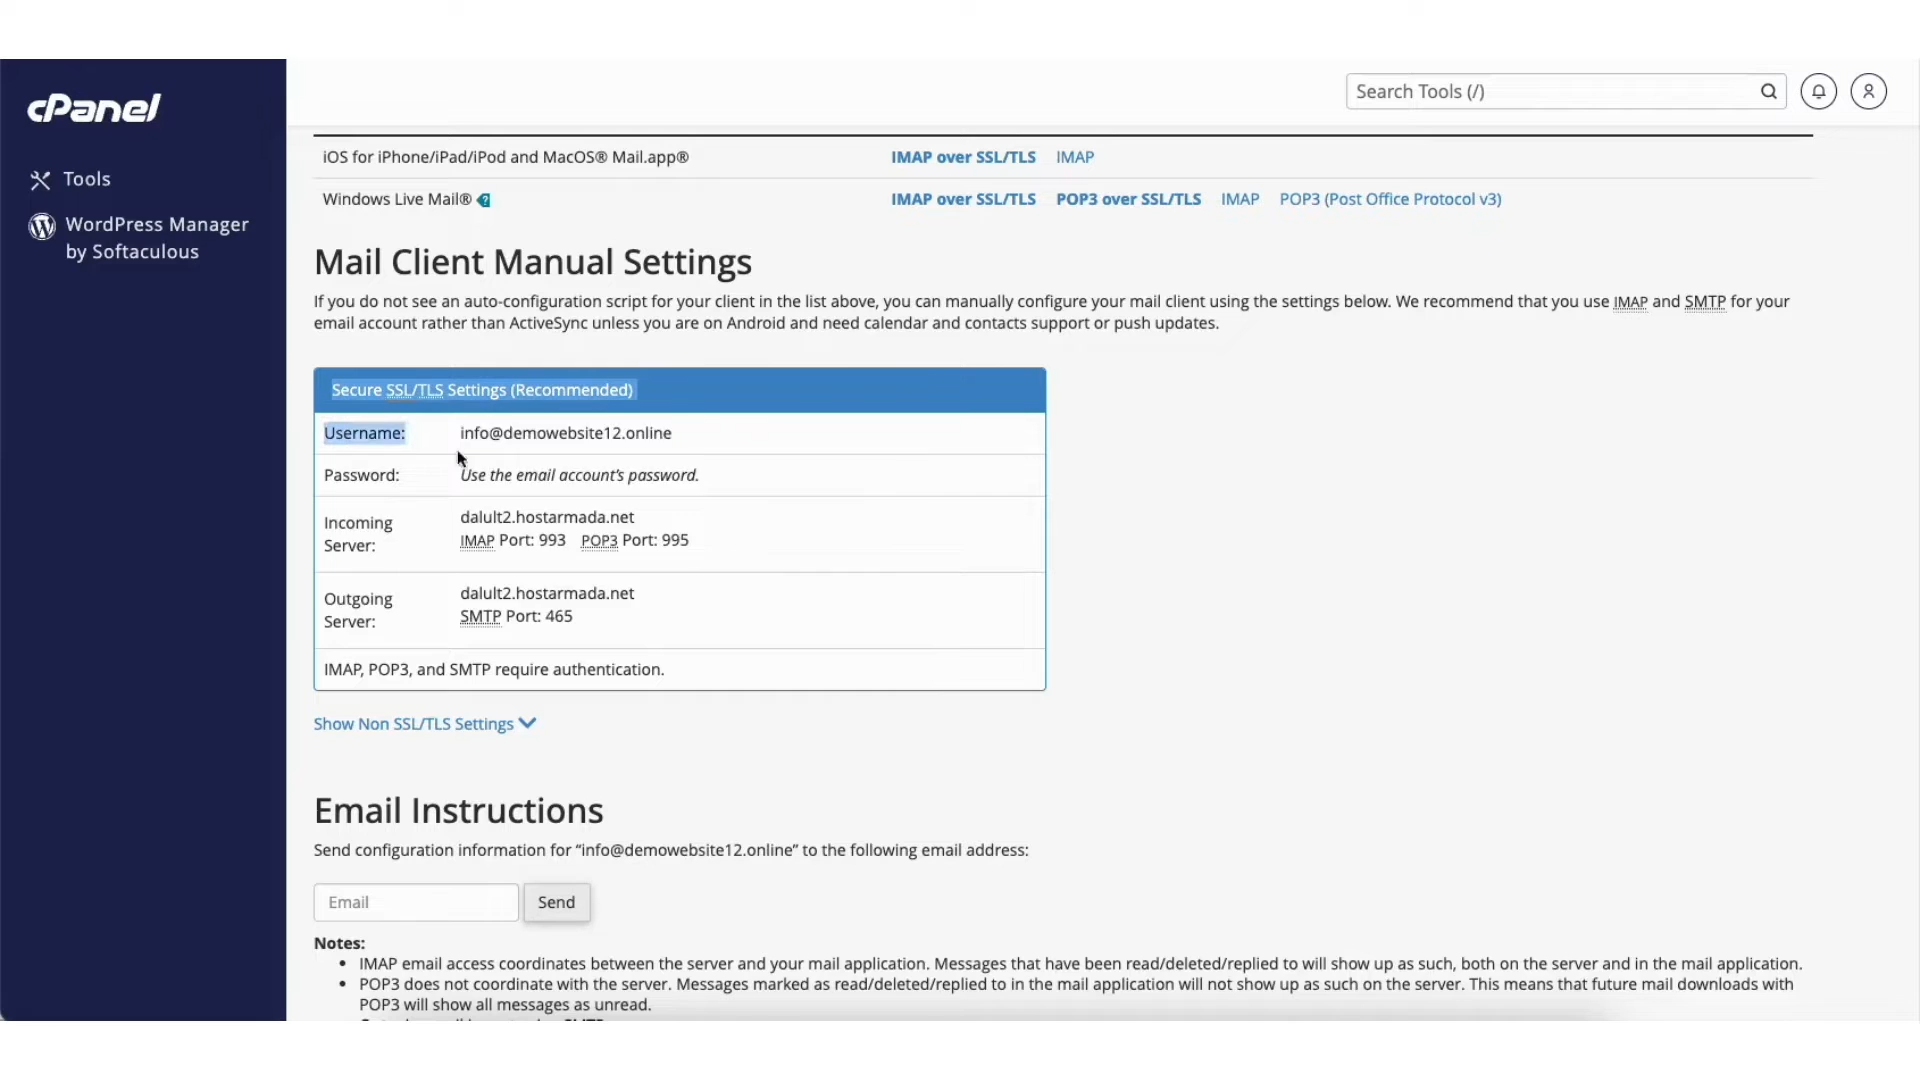 cPanel
Search Tools (/)
Tools
WordPress Manager
by Softaculous
iOS for iPhone/iPad/iPod and MacOS® Mail.app® IMAP over SSL/TLS IMAP
Windows Live Mail® IMAP over SSL/TLS POP3 over SSL/TLS IMAP POP3 (Post Office Protocol v3)
Mail Client Manual Settings
If you do not see an auto-configuration script for your client in the list above, you can manually configure your mail client using the settings below. We recommend that you use IMAP and SMTP for your
email account rather than ActiveSync unless you are on Android and need calendar and contacts support or push updates.
Secure SSL/TLS Settings (Recommended)
Username: info@demowebsite12.online
Password: Use the email account's password.
Incoming
Server:
dalult2.hostarmada.net
IMAP Port: 993 POP3 Port: 995
Outgoing
Server:
dalult2.hostarmada.net
SMTP Port: 465
IMAP, POP3, and SMTP require authentication.
Show Non SSL/TLS Settings
Email Instructions
Send configuration information for “info@demowebsite12.online” to the following email address:
Email Send
Notes:
• IMAP email access coordinates between the server and your mail application. Messages that have been read/deleted/replied to will show up as such, both on the server and in the mail application.
• POP3 does not coordinate with the server. Messages marked as read/deleted/replied to in the mail application will not show up as such on the server. This means that future mail downloads with
POP3 will show all messages as unread.